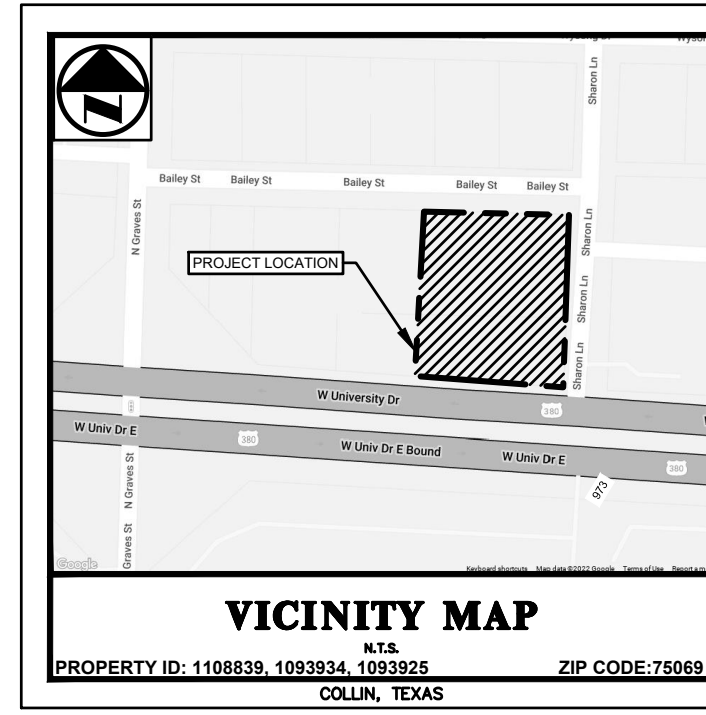 Sharon Ln
Bailey St Bailey St Bailey St Bailey St Bailey St
N Graves St
Sharon Ln
PROJECT LOCATION
Sharon Ln
Sharon Ln
W University Dr
380
W Univ Dr E
380
W Univ Dr E Bound
W Univ Dr E
380
N Graves St
973
Graves St
Google
Keyboard shortcuts Map data ©2022 Google Terms of Use Report a m
VICINITY MAP
N.T.S.
PROPERTY ID: 1108839, 1093934, 1093925 ZIP CODE:75069
COLLIN, TEXAS